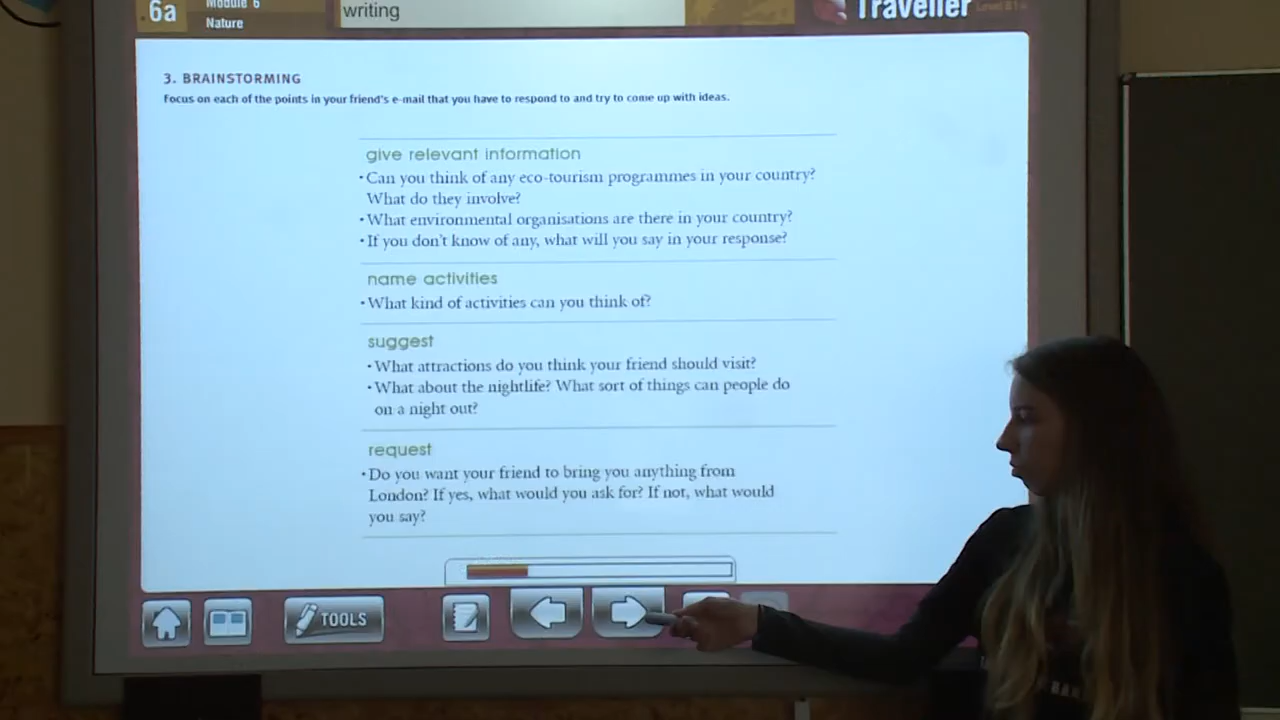 6a
Module 6
Nature
writing
Traveller
Level B1+
3. BRAINSTORMING
Focus on each of the points in your friend's e-mail that you have to respond to and try to come up with ideas.
give relevant information
• Can you think of any eco-tourism programmes in your country?
What do they involve?
• What environmental organisations are there in your country?
• If you don't know of any, what will you say in your response?
name activities
• What kind of activities can you think of?
suggest
• What attractions do you think your friend should visit?
• What about the nightlife? What sort of things can people do
on a night out?
request
• Do you want your friend to bring you anything from
London? If yes, what would you ask for? If not, what would
you say?
TOOLS